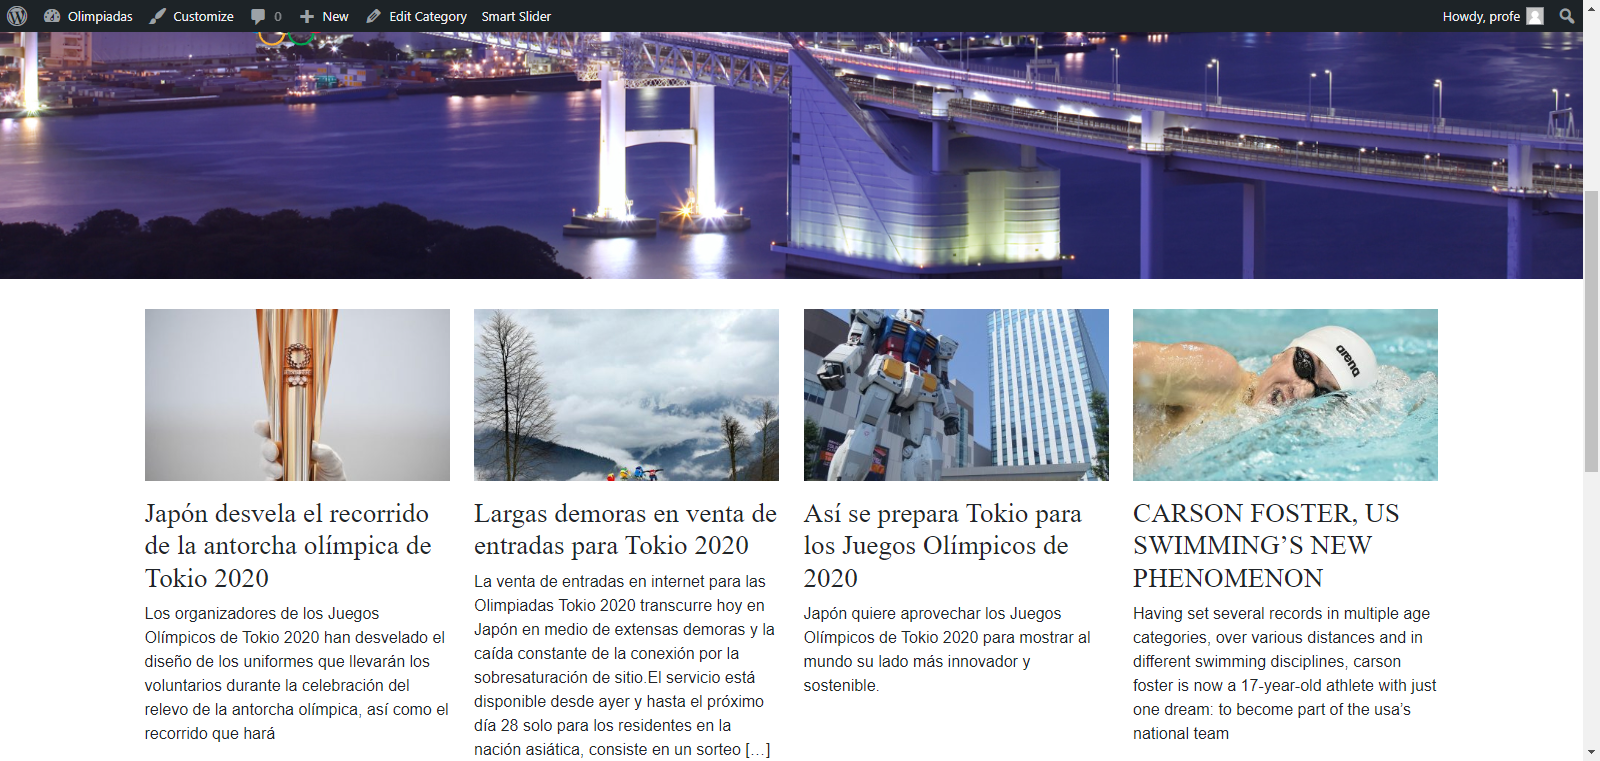 Olimpiadas Customize 0 New Edit Category Smart Slider Howdy, profe
arena
Japón desvela el recorrido
de la antorcha olímpica de
Tokio 2020
Los organizadores de los Juegos
Olímpicos de Tokio 2020 han desvelado el
diseño de los uniformes que llevarán los
voluntarios durante la celebración del
relevo de la antorcha olímpica, así como el
recorrido que hará
Largas demoras en venta de
entradas para Tokio 2020
La venta de entradas en internet para las
Olimpiadas Tokio 2020 transcurre hoy en
Japón en medio de extensas demoras y la
caída constante de la conexión por la
sobresaturación de sitio.El servicio está
disponible desde ayer y hasta el próximo
día 28 solo para los residentes en la
nación asiática, consiste en un sorteo [...]
Así se prepara Tokio para
los Juegos Olímpicos de
2020
Japón quiere aprovechar los Juegos
Olímpicos de Tokio 2020 para mostrar al
mundo su lado más innovador y
sostenible.
CARSON FOSTER, US
SWIMMING’S NEW
PHENOMENON
Having set several records in multiple age
categories, over various distances and in
different swimming disciplines, carson
foster is now a 17-year-old athlete with just
one dream: to become part of the usa’s
national team